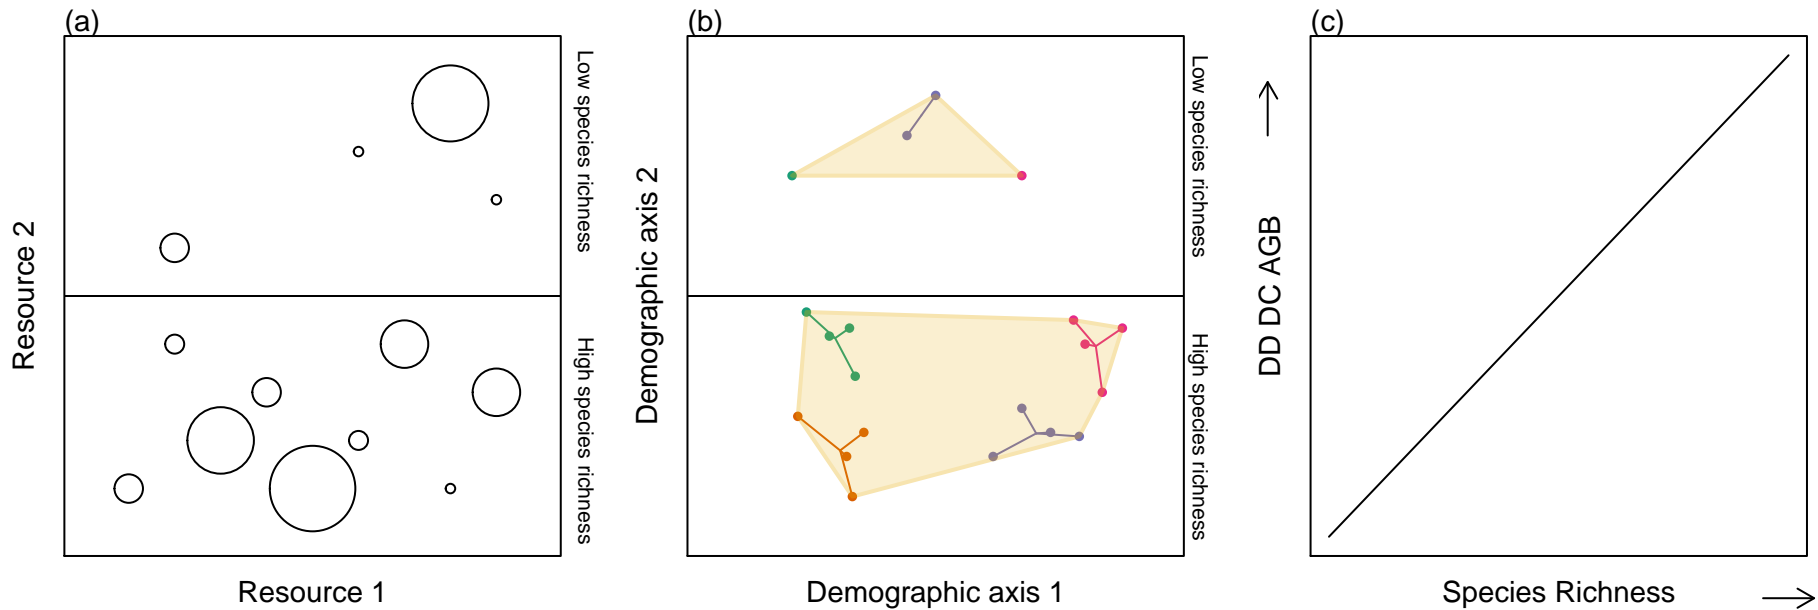 (a)
Low species richness
High species richness
Resource 2
Resource 1
(b)
Low species richness
High species richness
Demographic axis 2
Demographic axis 1
(c)
DD DC AGB
Species Richness